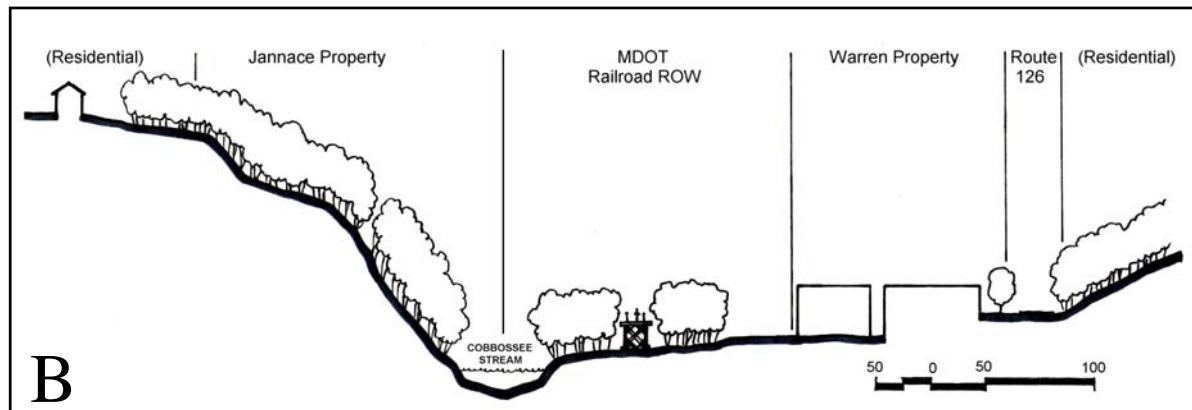 (Residential)
Jannace Property
MDOT
Railroad ROW
Warren Property
Route
126
(Residential)
COBBOSSEE
STREAM
B
50 0 50 100